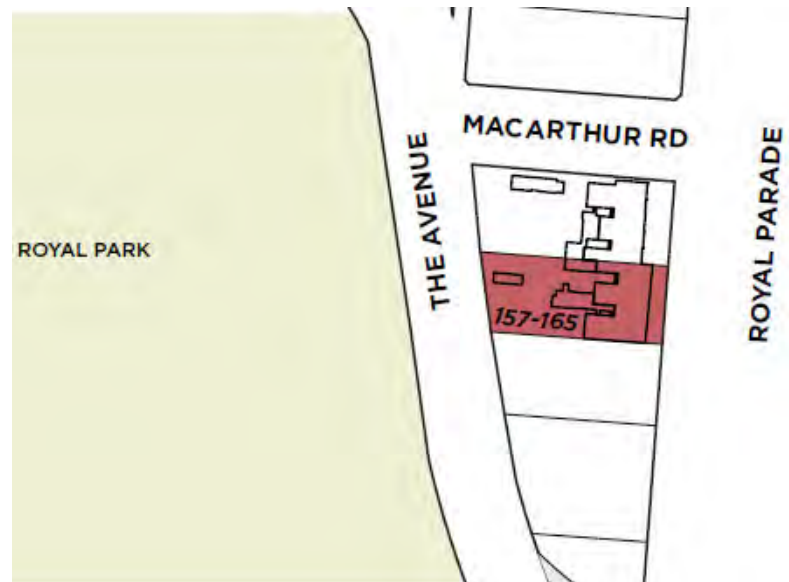 MACARTHUR RD
THE AVENUE
ROYAL PARADE
ROYAL PARK
157-165